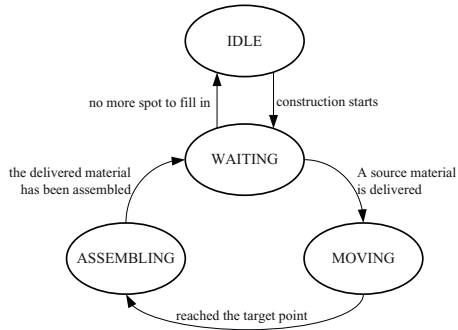 IDLE
no more spot to fill in
construction starts
WAITING
the delivered material
has been assembled
A source material
is delivered
ASSEMBLING
MOVING
reached the target point